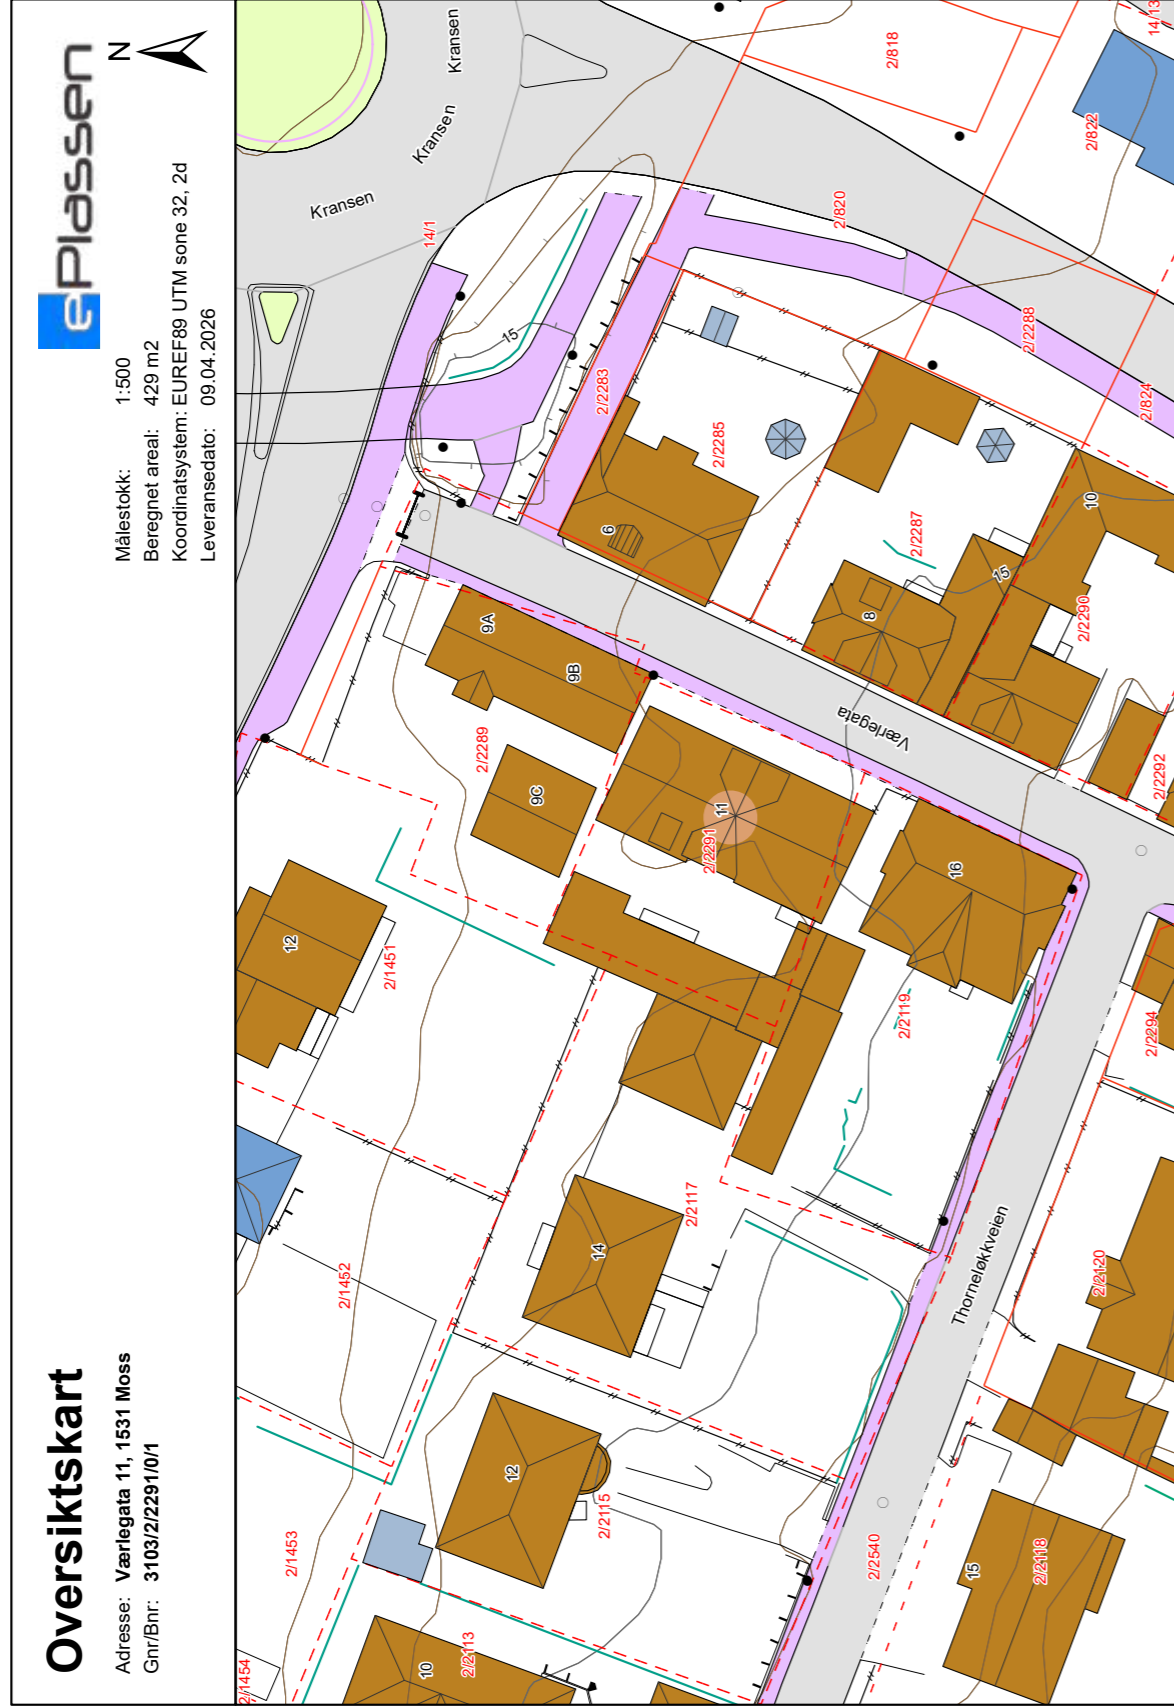 Oversiktskart
Adresse: Værlegata 11, 1531 Moss
Gnr/Bnr: 3103/2/2291/0/1
Målestokk: 1:500
Beregnet areal: 429 m2
Koordinatsystem: EUREF89 UTM sone 32, 2d
Leveransedato: 09.04.2026
N
ePlassen
2/1454
2/1453
2/1452
12
2/1451
10
2/2113
12
2/2115
14
2/2117
2/2289
9C
9B
9A
11
2/2291
2/2119
16
Værlegata
Thorneløkkveien
2/2540
15
2/2118
2/2120
2/2294
2/2292
2/2290
10
15
8
2/2287
2/2285
6
2/2283
15
14/1
Kransen
Kransen
Kransen
2/818
2/820
2/822
2/2288
2/824
14/13